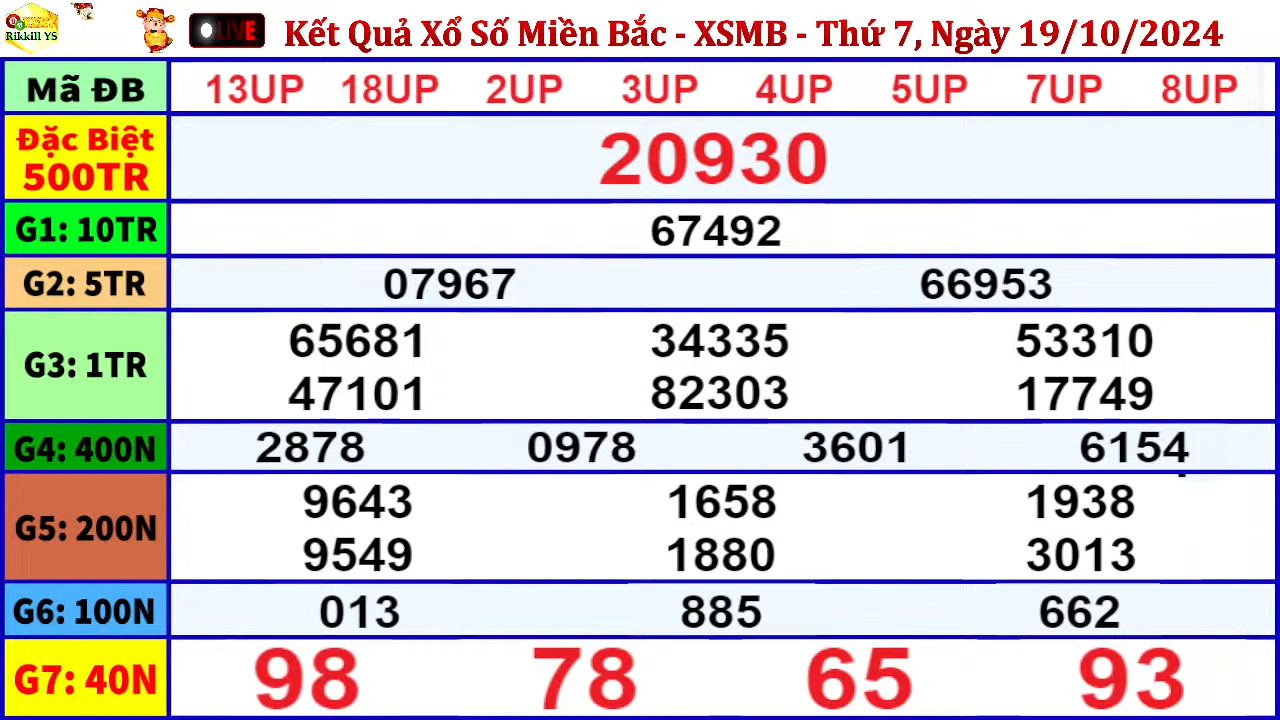 Rikkill YS
LIVE
Kết Quả Xổ Số Miền Bắc - XSMB - Thứ 7, Ngày 19/10/2024
Mã ĐB 13UP 18UP 2UP 3UP 4UP 5UP 7UP 8UP
Đặc Biệt
500TR
20930
G1: 10TR 67492
G2: 5TR 07967 66953
G3: 1TR
65681 34335 53310
47101 82303 17749
G4: 400N 2878 0978 3601 6154
G5: 200N
9643 1658 1938
9549 1880 3013
G6: 100N 013 885 662
G7: 40N 98 78 65 93